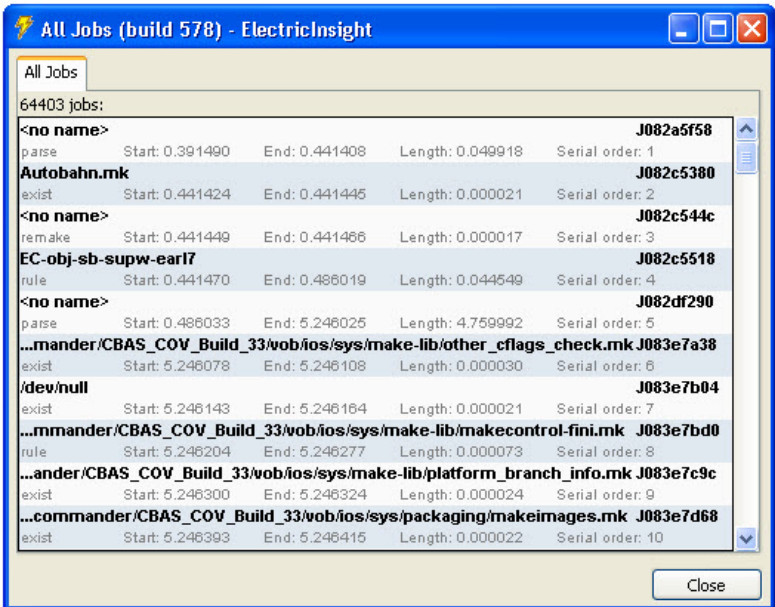 All Jobs (build 578) - ElectricInsight
All Jobs
64403 jobs:
<no name> J082a5f58
parse Start: 0.391490 End: 0.441408 Length: 0.049918 Serial order: 1
Autobahn.mk J082c5380
exist Start: 0.441424 End: 0.441445 Length: 0.000021 Serial order: 2
<no name> J082c544c
remake Start: 0.441449 End: 0.441466 Length: 0.000017 Serial order: 3
EC-obj-sb-supw-earl7 J082c5518
rule Start: 0.441470 End: 0.486019 Length: 0.044549 Serial order: 4
<no name> J082df290
parse Start: 0.486033 End: 5.246025 Length: 4.759992 Serial order: 5
...mander/CBAS_COV_Build_33/vob/ios/sys/make-lib/other_cflags_check.mk J083e7a38
exist Start: 5.246078 End: 5.246108 Length: 0.000030 Serial order: 6
/dev/null J083e7b04
exist Start: 5.246143 End: 5.246164 Length: 0.000021 Serial order: 7
...mmander/CBAS_COV_Build_33/vob/ios/sys/make-lib/makecontrol-fini.mk J083e7bd0
rule Start: 5.246204 End: 5.246277 Length: 0.000073 Serial order: 8
...ander/CBAS_COV_Build_33/vob/ios/sys/make-lib/platform_branch_info.mk J083e7c9c
exist Start: 5.246300 End: 5.246324 Length: 0.000024 Serial order: 9
...commander/CBAS_COV_Build_33/vob/ios/sys/packaging/makeimages.mk J083e7d68
exist Start: 5.246393 End: 5.246415 Length: 0.000022 Serial order: 10
Close